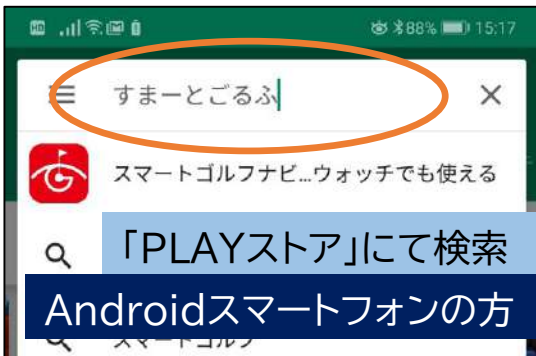 HD 88% 15:17
すまーとごるふ
スマートゴルフナビ…ウォッチでも使える
「PLAYストア」にて検索
Androidスマートフォンの方
スマートゴルフ